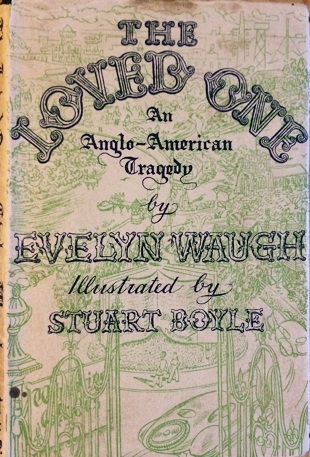 THE
LOVED ONE
An
Anglo-American
Tragedy
by
EVELYN WAUGH
Illustrated by
STUART BOYLE